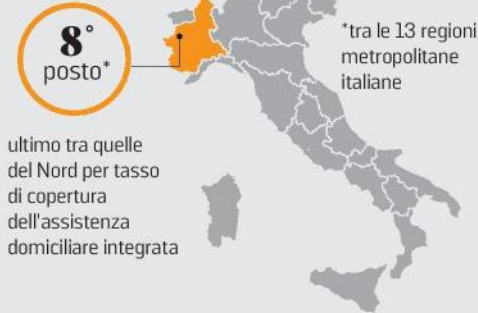 8°
posto*
*tra le 13 regioni
metropolitane
italiane
ultimo tra quelle
del Nord per tasso
di copertura
dell'assistenza
domiciliare integrata